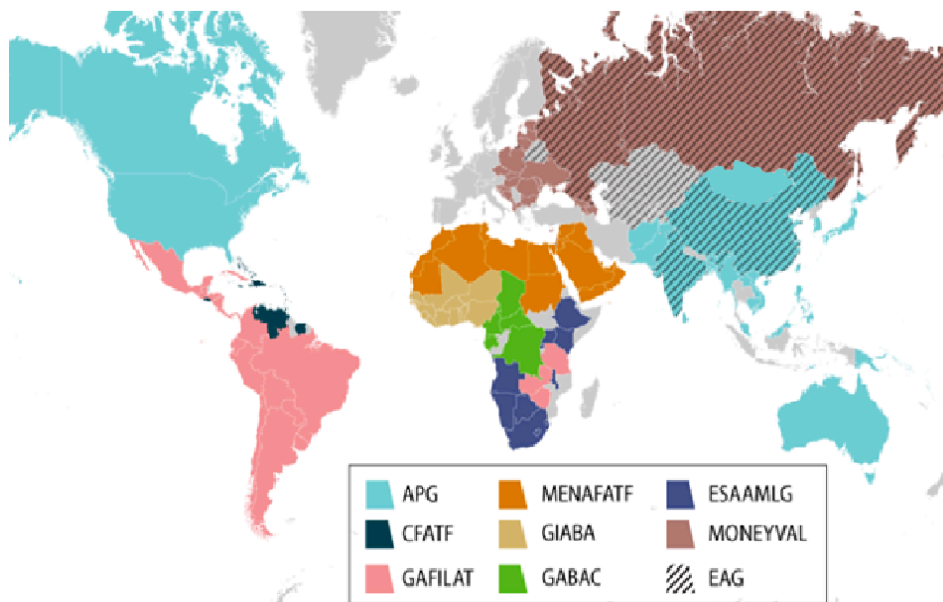 APG
MENAFATF
ESAAMLG
CFATF
GIABA
MONEYVAL
GAFILAT
GABAC
EAG